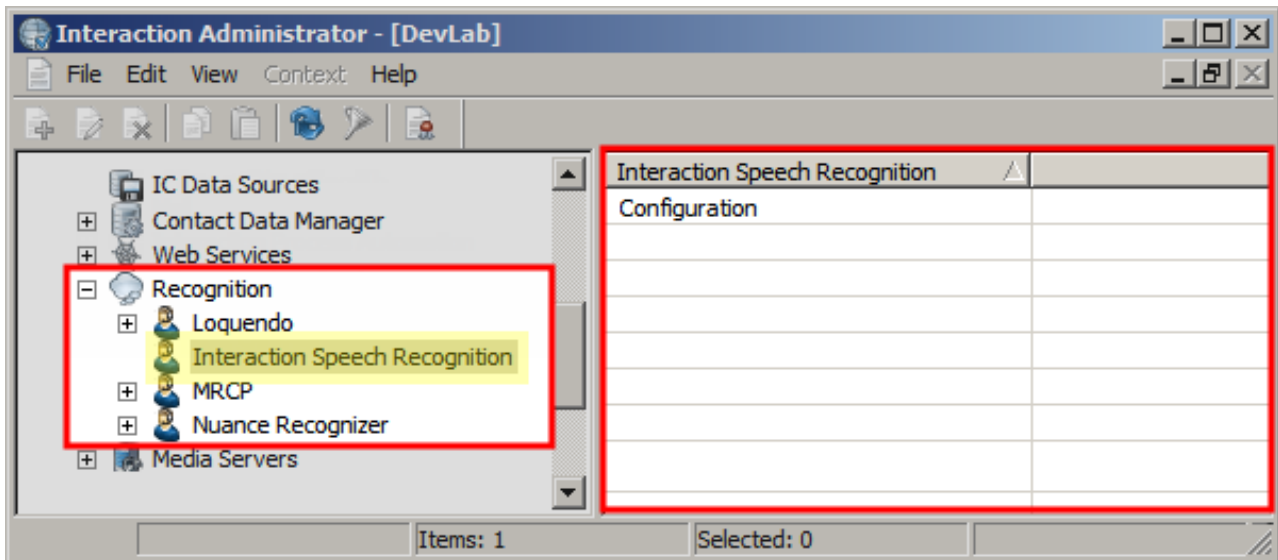 Interaction Administrator - [DevLab]
File Edit View Context Help
IC Data Sources
Contact Data Manager
Web Services
Recognition
Loquendo
Interaction Speech Recognition
MRCP
Nuance Recognizer
Media Servers
Interaction Speech Recognition
Configuration
Items: 1 Selected: 0